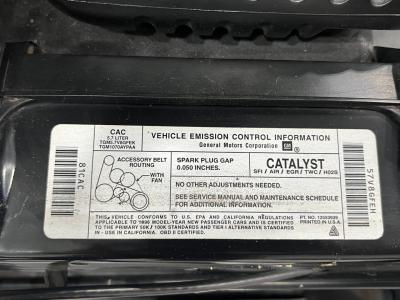 CAC
5.7 LITER
TGM5.7V8GFEK
TGM1070AYPAA
VEHICLE EMISSION CONTROL INFORMATION
General Motors Corporation GM
ACCESSORY BELT
ROUTING
WITH
FAN
SPARK PLUG GAP
0.050 INCHES.
CATALYST
SFI / AIR / EGR / TWC / HO2S
NO OTHER ADJUSTMENTS NEEDED.
SEE SERVICE MANUAL AND MAINTENANCE SCHEDULE
FOR ADDITIONAL INFORMATION.
THIS VEHICLE CONFORMS TO U.S. EPA AND CALIFORNIA REGULATIONS
APPLICABLE TO 1996 MODEL-YEAR NEW PASSENGER CARS AND IS CERTIFIED
TO THE PRIMARY 50K / 100K STANDARDS AND TIER I ALTERNATIVE STANDARDS
- IN USE IN CALIFORNIA. OBD II CERTIFIED.
PRINTED IN U.S.A.
57V8GFEH